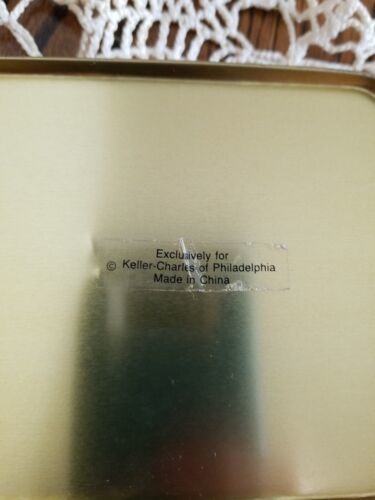 Exclusively for
© Keller-Charles of Philadelphia
Made in China